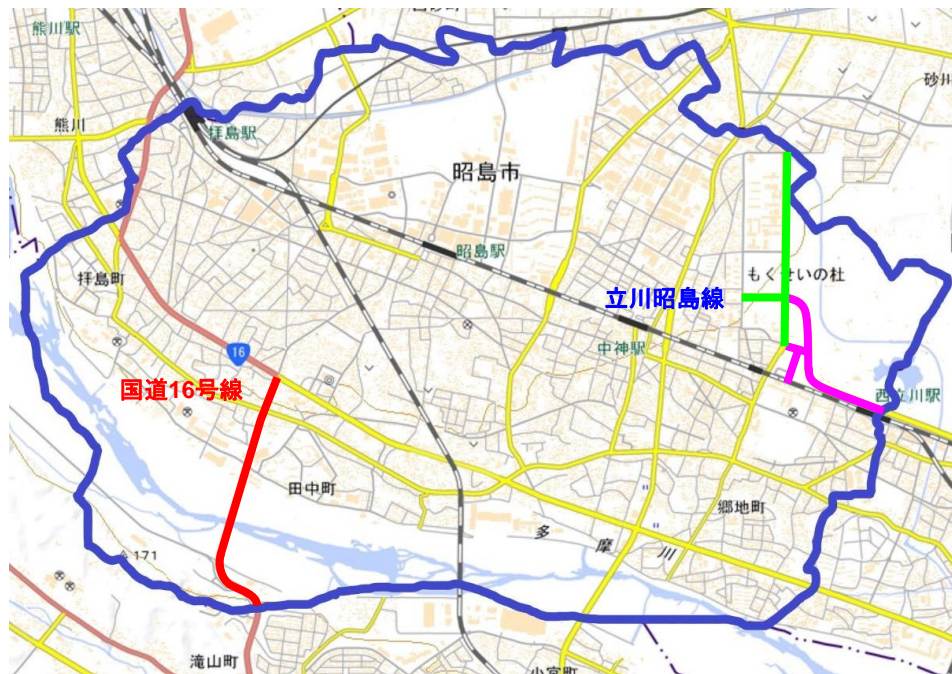 熊川駅
砂川
熊川
拝島駅
昭島市
昭島駅
もくせいの杜
拝島町
立川昭島線
中神駅
16
西立川駅
国道16号線
田中町
郷地町
多摩川
171
滝山町